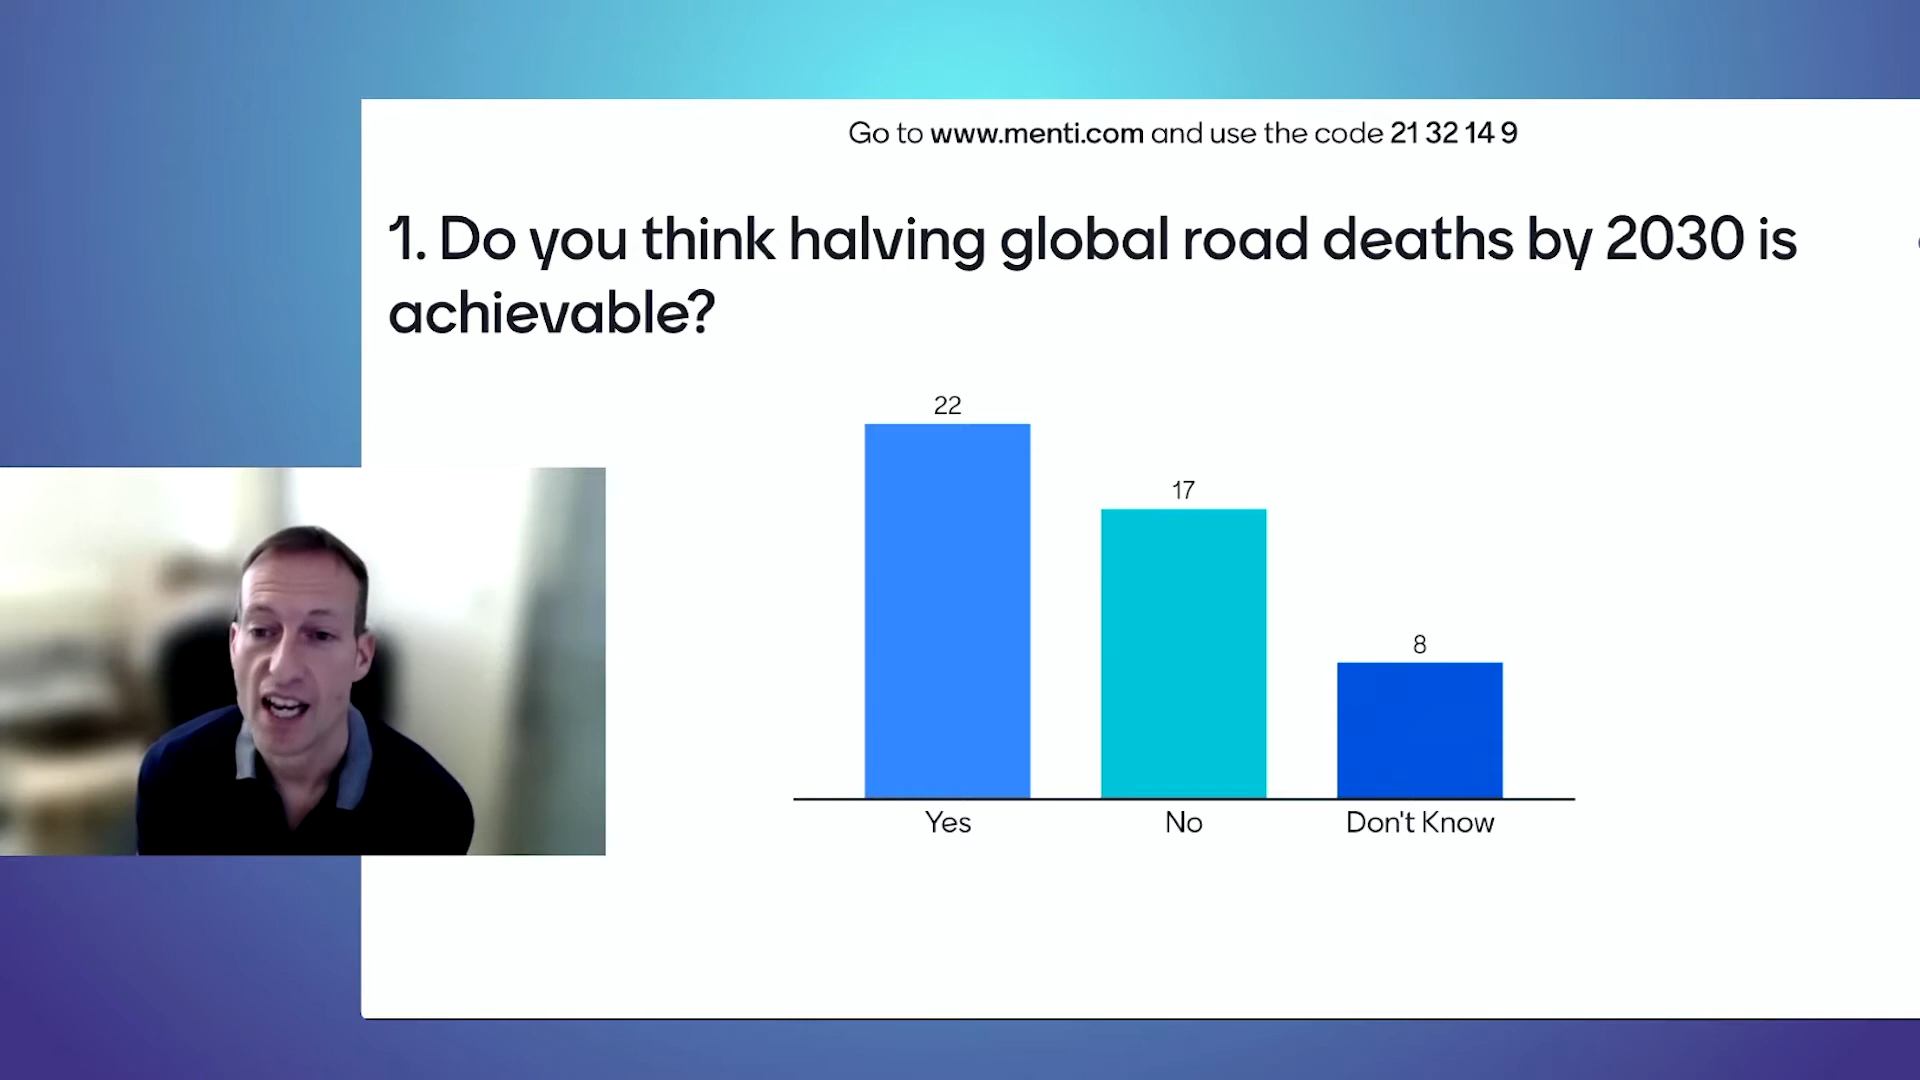 Go to www.menti.com and use the code 21 32 14 9
1. Do you think halving global road deaths by 2030 is
achievable?
22
17
8
Yes
No
Don't Know